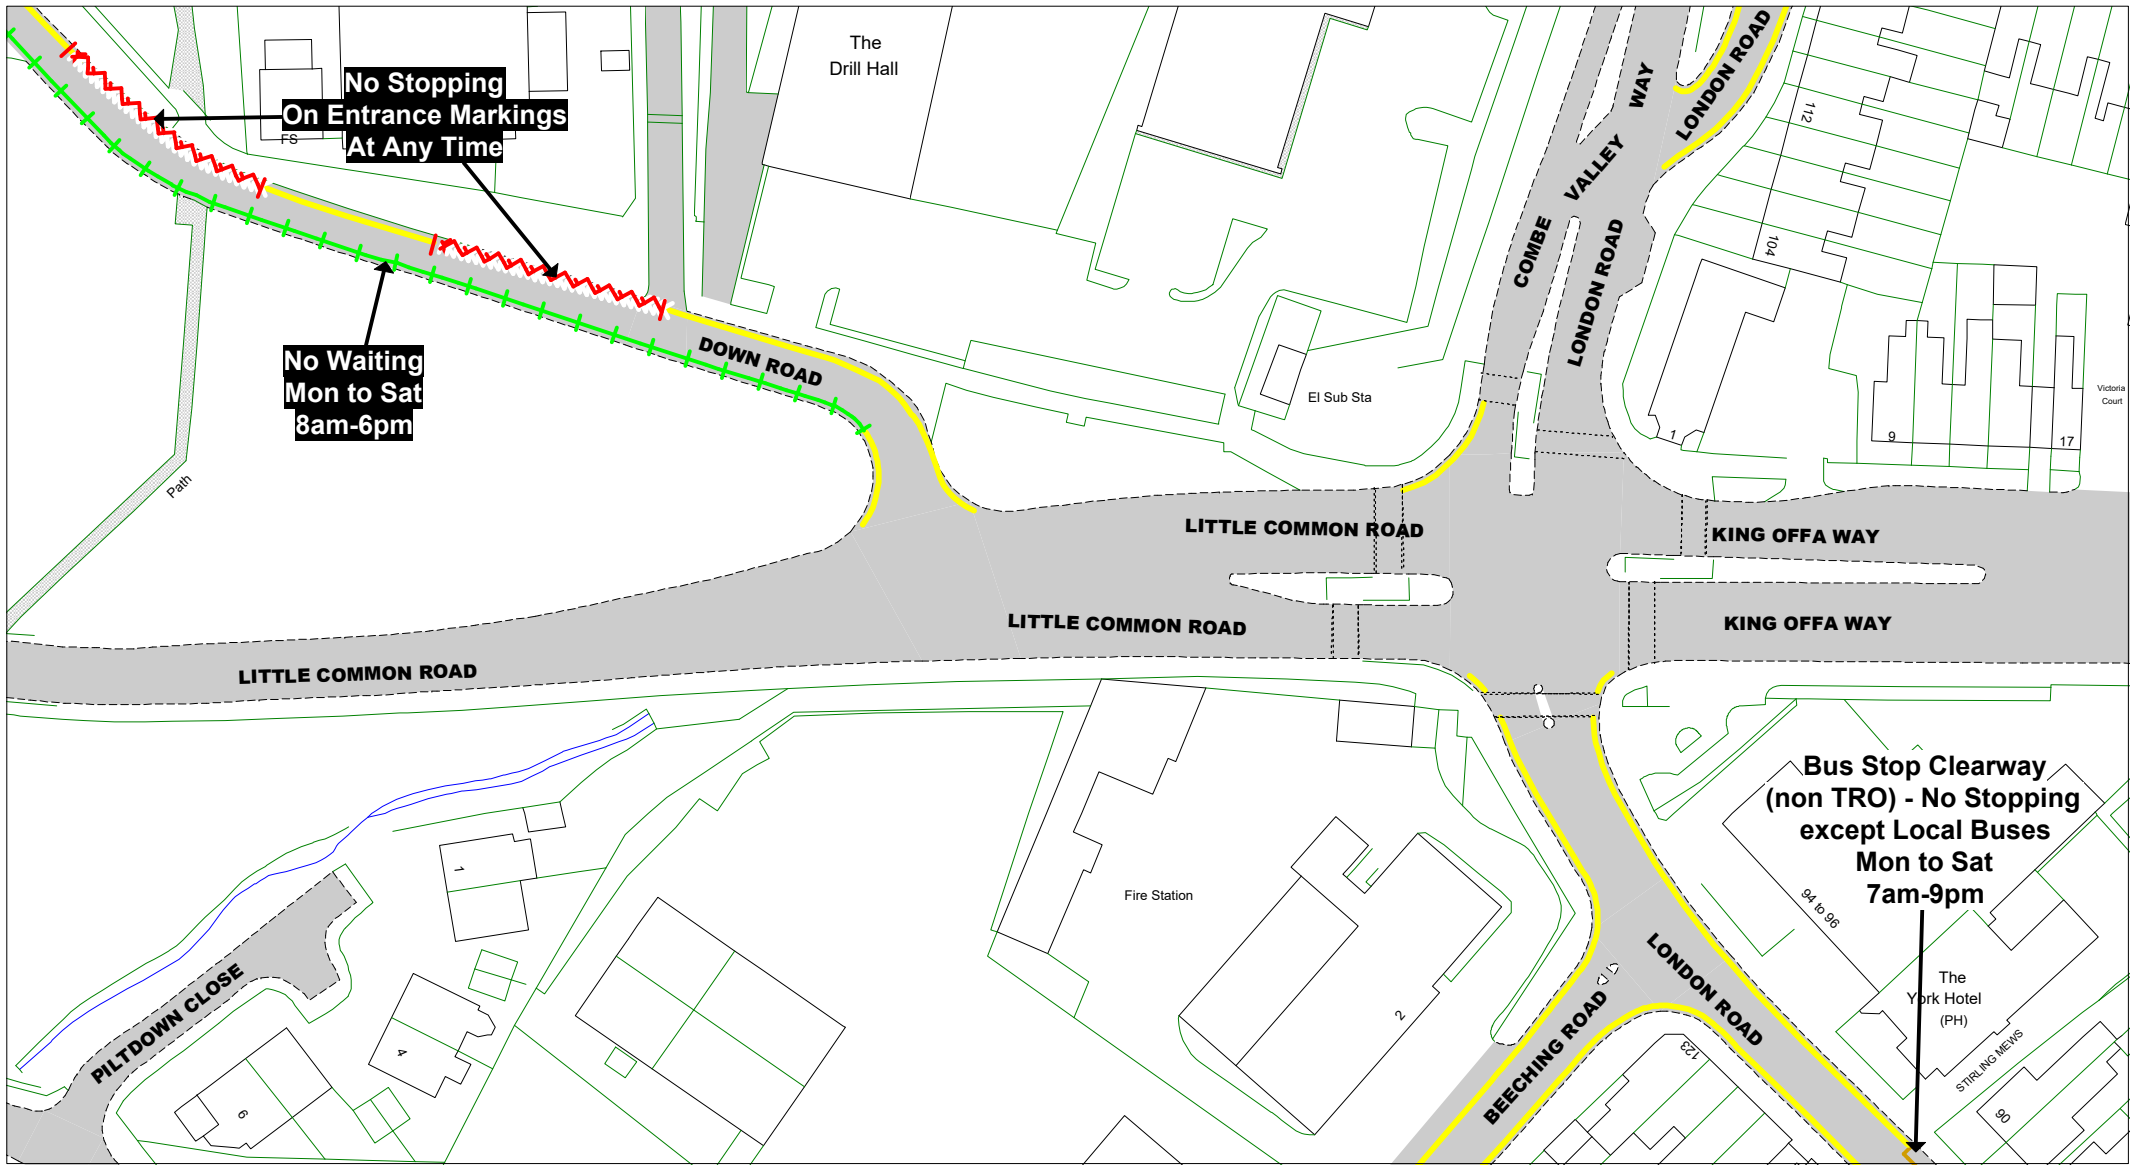 The
Drill Hall
No Stopping
On Entrance Markings
At Any Time
FS
COMBE VALLEY WAY
LONDON ROAD
LONDON ROAD
112
104
No Waiting
Mon to Sat
8am-6pm
DOWN ROAD
El Sub Sta
1
9
17
Victoria
Court
Path
LITTLE COMMON ROAD
KING OFFA WAY
LITTLE COMMON ROAD
KING OFFA WAY
LITTLE COMMON ROAD
Bus Stop Clearway
(non TRO) - No Stopping
except Local Buses
Mon to Sat
7am-9pm
1
Fire Station
94 to 96
LONDON ROAD
The
York Hotel
(PH)
STIRLING MEWS
PILTDOWN CLOSE
BEECHING ROAD
2
4
6
123
90